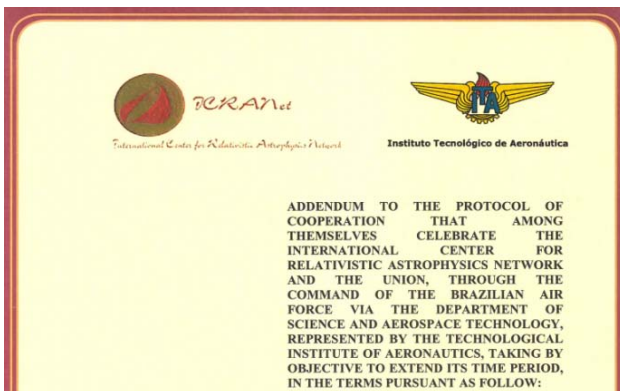 ICRANet
International Center for Relativistic Astrophysics Network
ITA
Instituto Tecnológico de Aeronáutica
ADDENDUM TO THE PROTOCOL OF
COOPERATION THAT AMONG
THEMSELVES CELEBRATE THE
INTERNATIONAL CENTER FOR
RELATIVISTIC ASTROPHYSICS NETWORK
AND THE UNION, THROUGH THE
COMMAND OF THE BRAZILIAN AIR
FORCE VIA THE DEPARTMENT OF
SCIENCE AND AEROSPACE TECHNOLOGY,
REPRESENTED BY THE TECHNOLOGICAL
INSTITUTE OF AERONAUTICS, TAKING BY
OBJECTIVE TO EXTEND ITS TIME PERIOD,
IN THE TERMS PURSUANT AS FOLLOW: